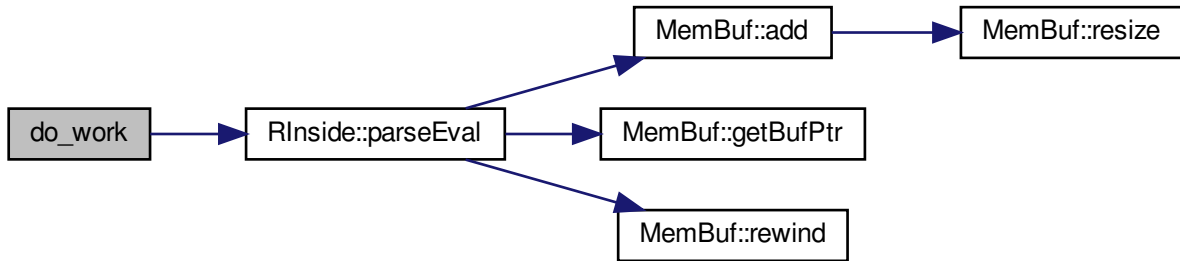 MemBuf::add
MemBuf::resize
do_work
RInside::parseEval
MemBuf::getBufPtr
MemBuf::rewind